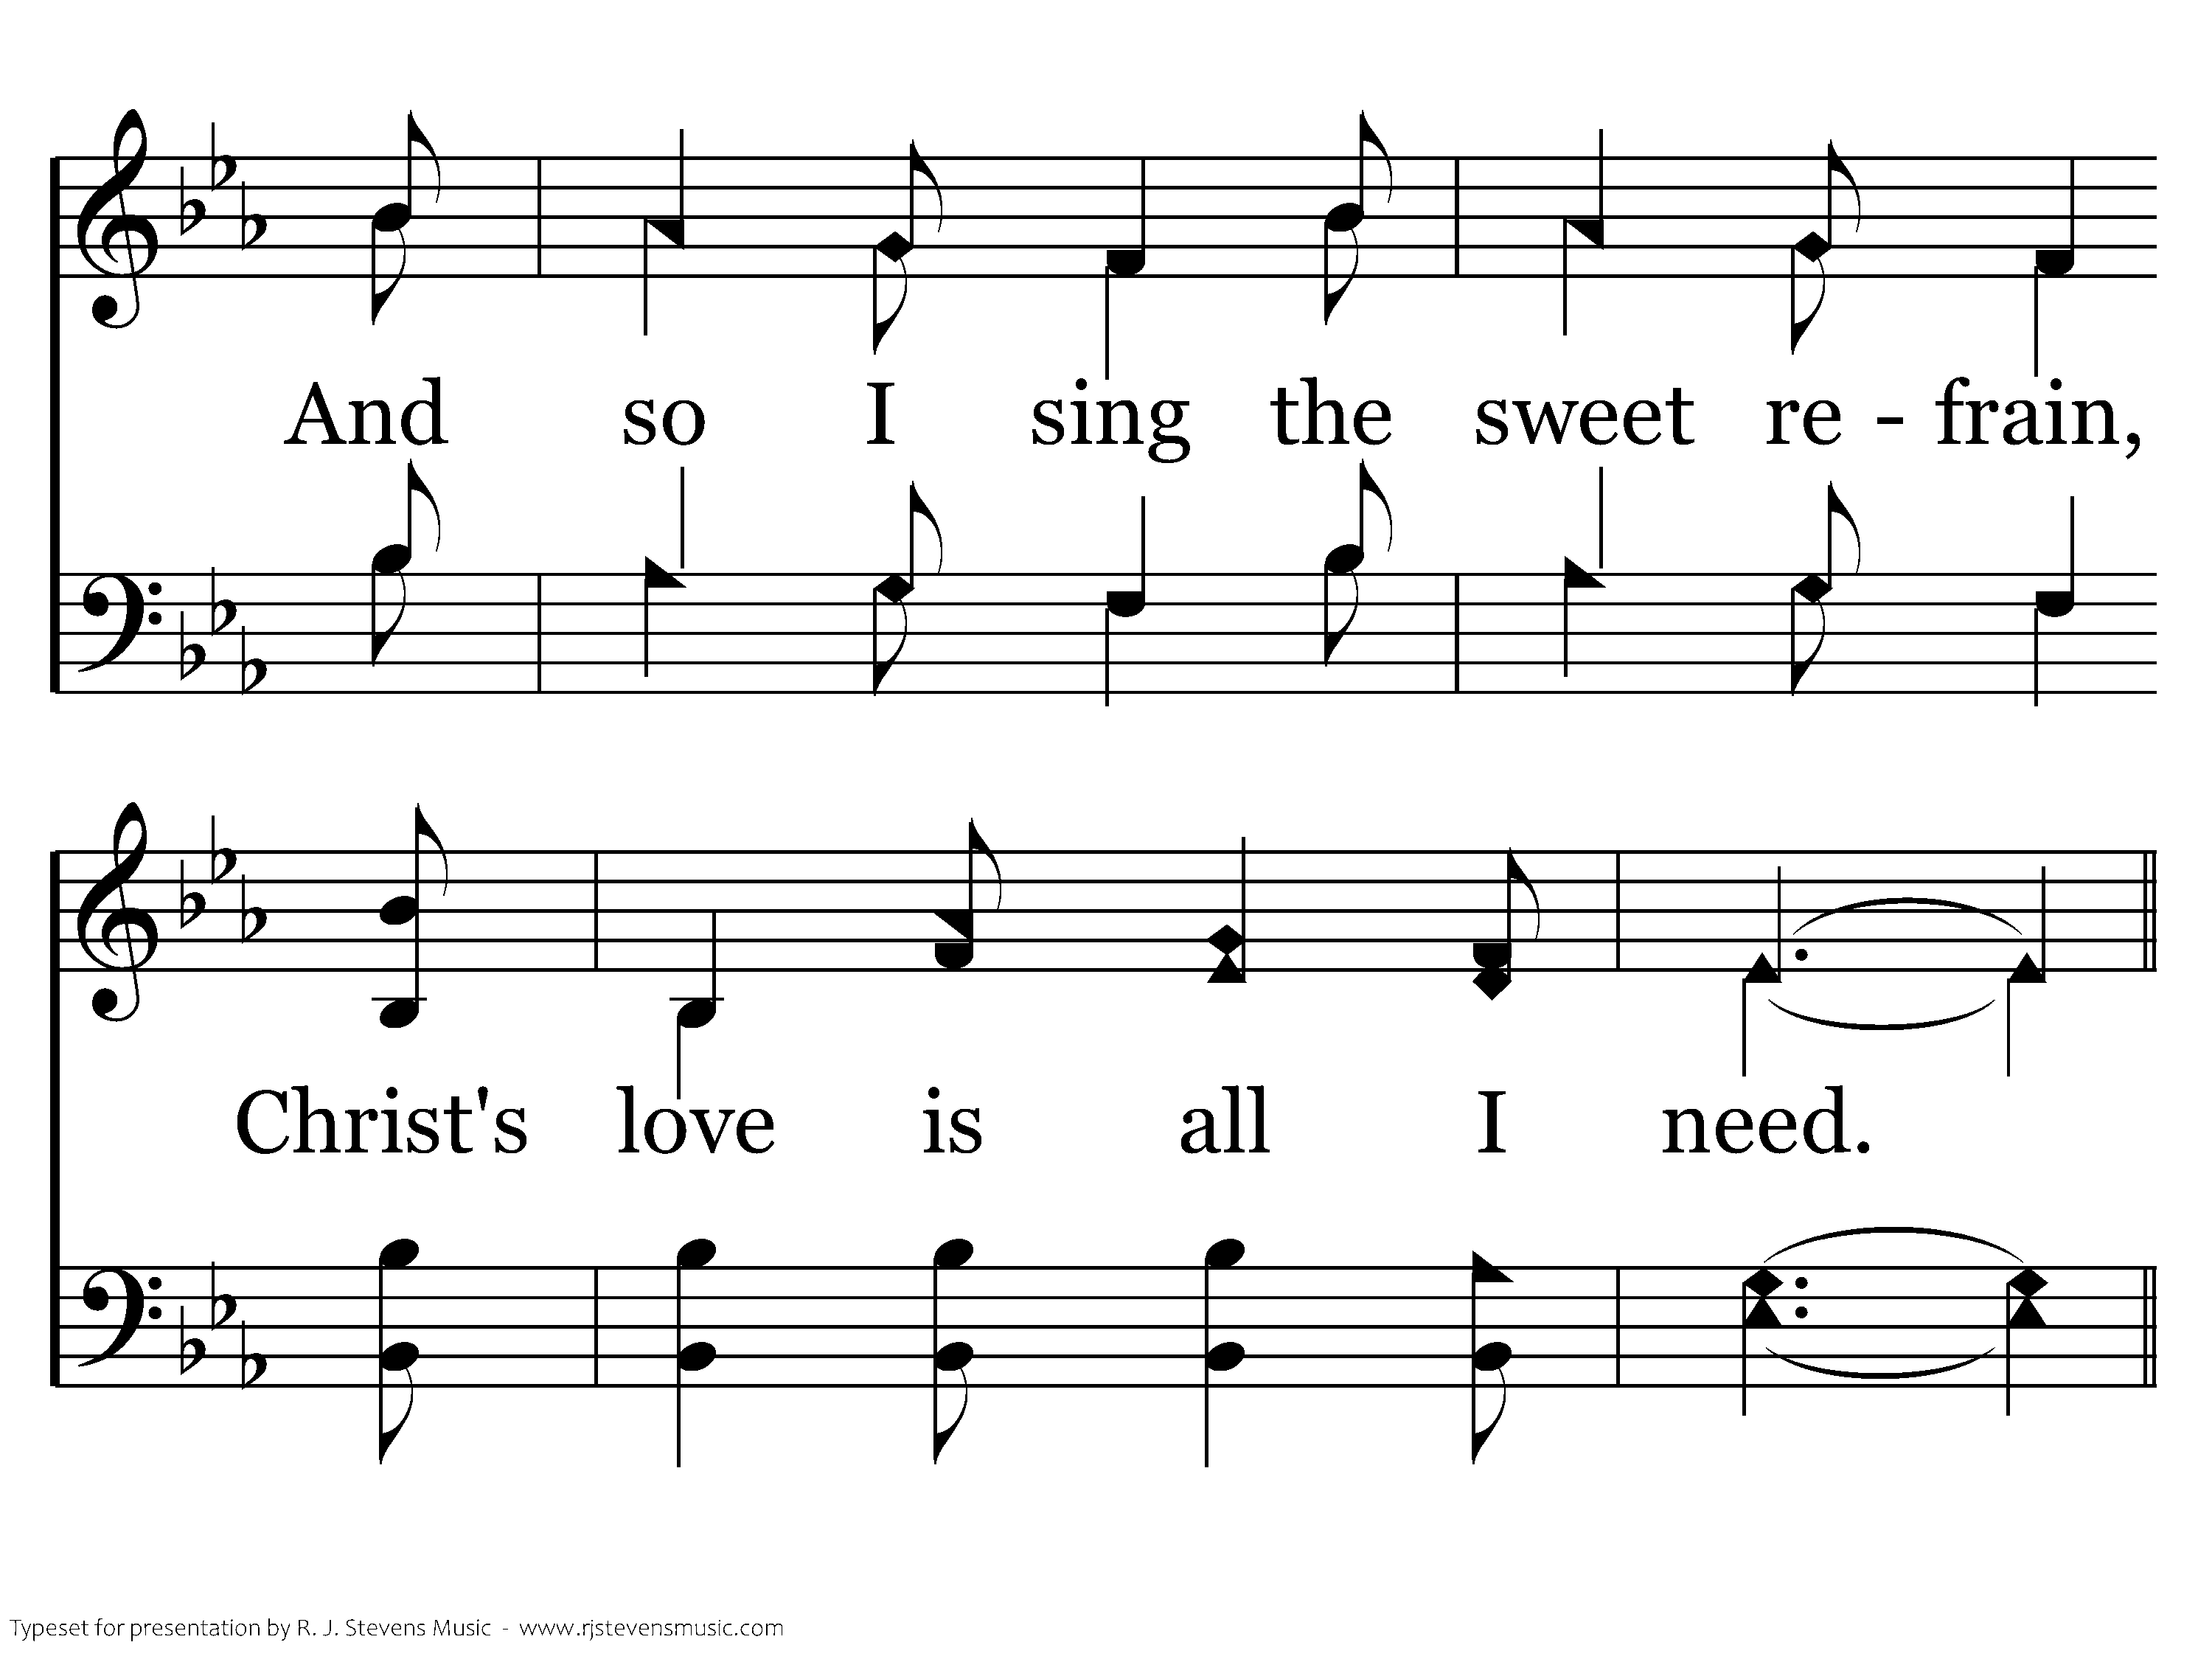 And so I sing the sweet re - frain,
Christ's love is all I need.
Typeset for presentation by R. J. Stevens Music - www.rjstevensmusic.com